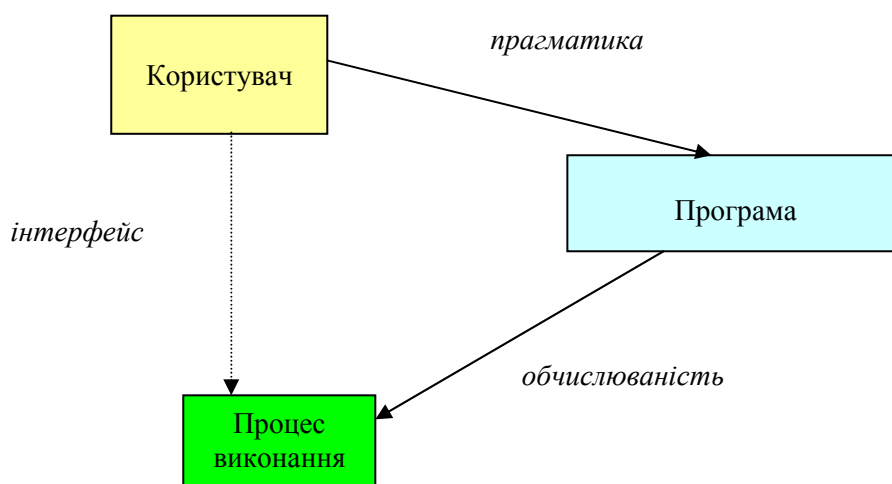 прагматика
Користувач
Програма
інтерфейс
обчислюваність
Процес
виконання